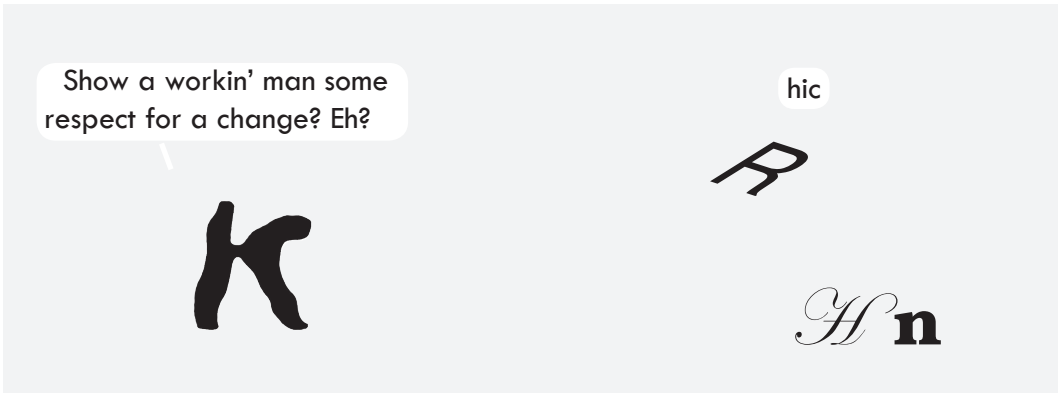 Show a workin’ man some
respect for a change? Eh?
hic
K
R
H n